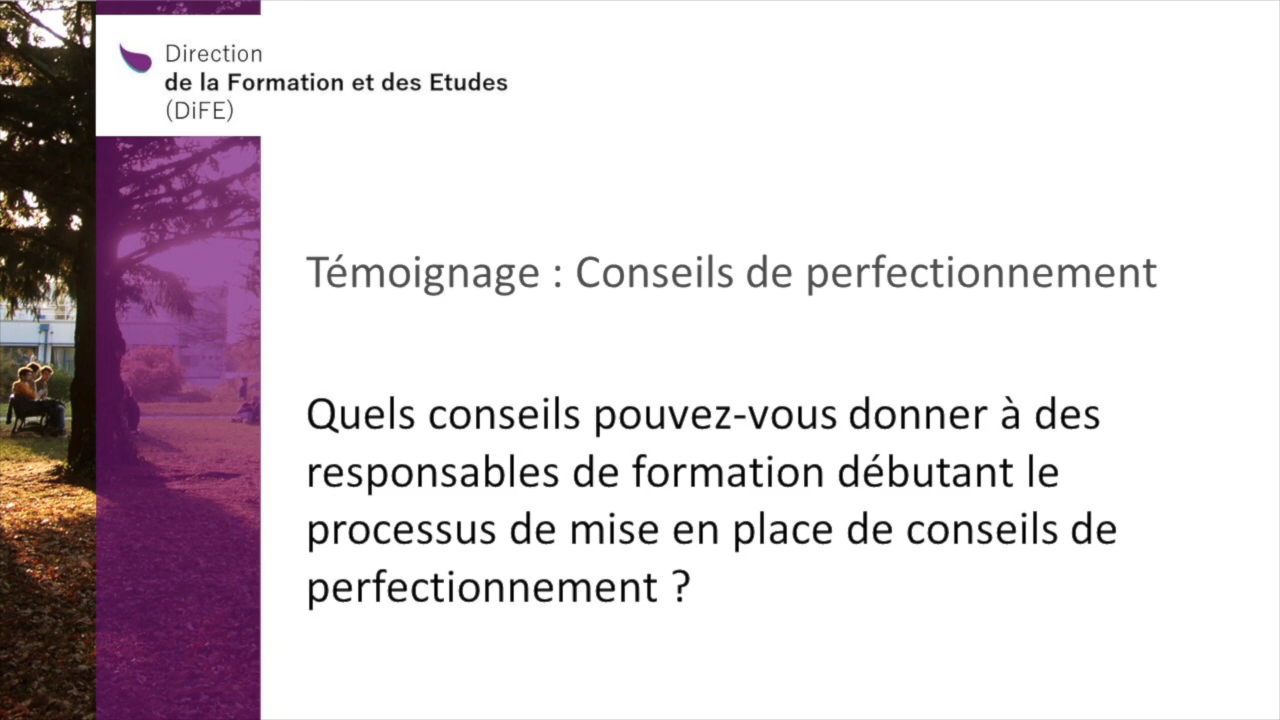 Direction
de la Formation et des Etudes
(DiFE)
Témoignage : Conseils de perfectionnement
Quels conseils pouvez-vous donner à des
responsables de formation débutant le
processus de mise en place de conseils de
perfectionnement ?